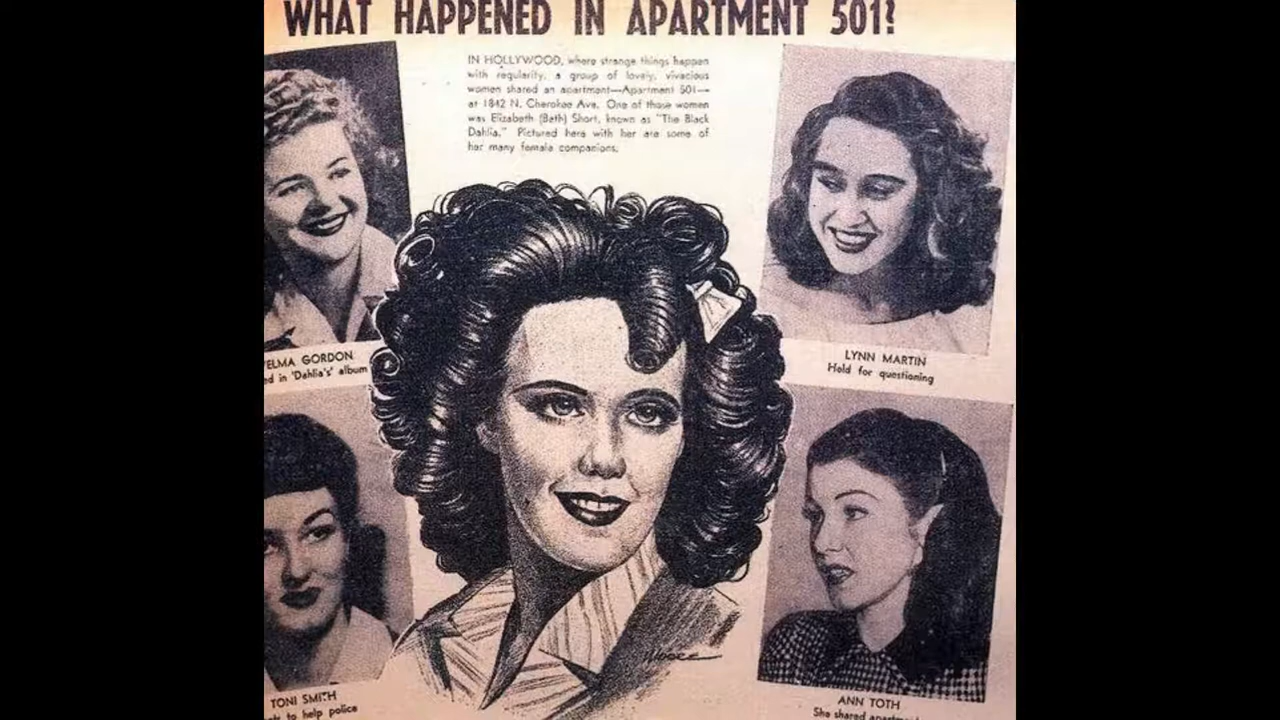 WHAT HAPPENED IN APARTMENT 501?
IN HOLLYWOOD, where strange things happen
with regularity, a group of lovely, vivacious
women shared an apartment—Apartment 501—
at 1842 N. Cherokee Ave. One of those women
was Elizabeth (Beth) Short, known as "The Black
Dahlia." Pictured here with her are some of
her many female companions.
ELMA GORDON
ed in 'Dahlia's' album
LYNN MARTIN
Held for questioning
TONI SMITH
to help police
ANN TOTH
She shared